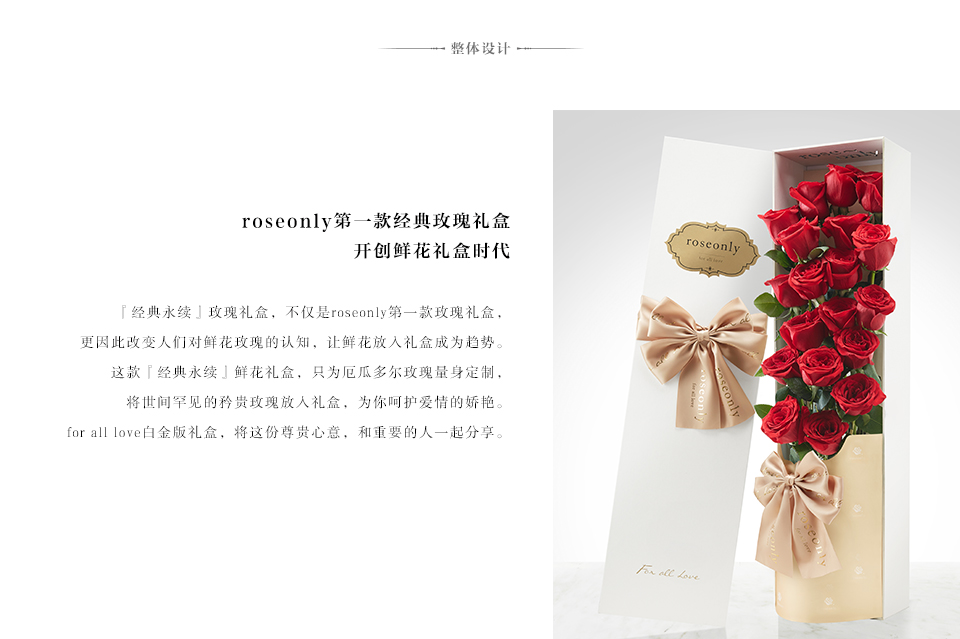 整体设计
roseonly第一款经典玫瑰礼盒
开创鲜花礼盒时代
『经典永续』玫瑰礼盒，不仅是roseonly第一款玫瑰礼盒，
更因此改变人们对鲜花玫瑰的认知，让鲜花放入礼盒成为趋势。
这款『经典永续』鲜花礼盒，只为厄瓜多尔玫瑰量身定制，
将世间罕见的矜贵玫瑰放入礼盒，为你呵护爱情的娇艳。
for all love白金版礼盒，将这份尊贵心意，和重要的人一起分享。
roseonly
for all love
roseonly
roseonly
for all love
roseonly
For all Love